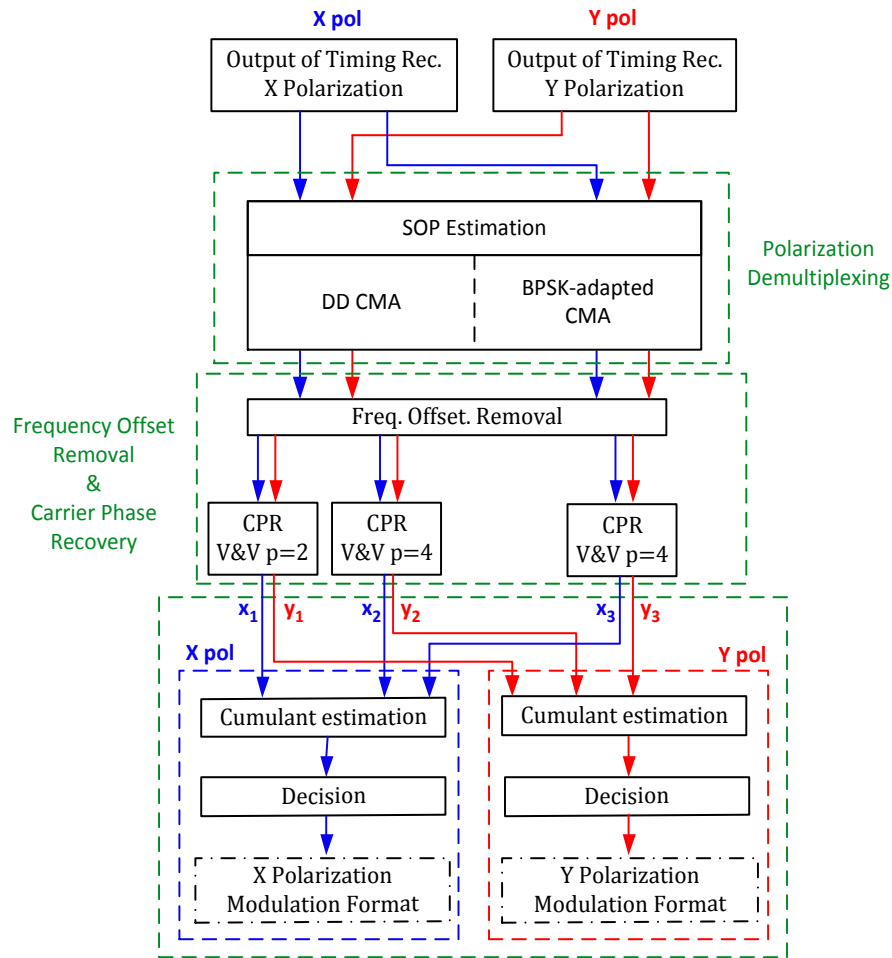 X pol
Y pol
Output of Timing Rec.
X Polarization
Output of Timing Rec.
Y Polarization
SOP Estimation
DD CMA
BPSK-adapted
CMA
Polarization
Demultiplexing
Freq. Offset. Removal
Frequency Offset
Removal
&
Carrier Phase
Recovery
CPR
V&V p=2
CPR
V&V p=4
CPR
V&V p=4
x1
y1
x2
y2
x3
y3
X pol
Y pol
Cumulant estimation
Cumulant estimation
Decision
Decision
X Polarization
Modulation Format
Y Polarization
Modulation Format